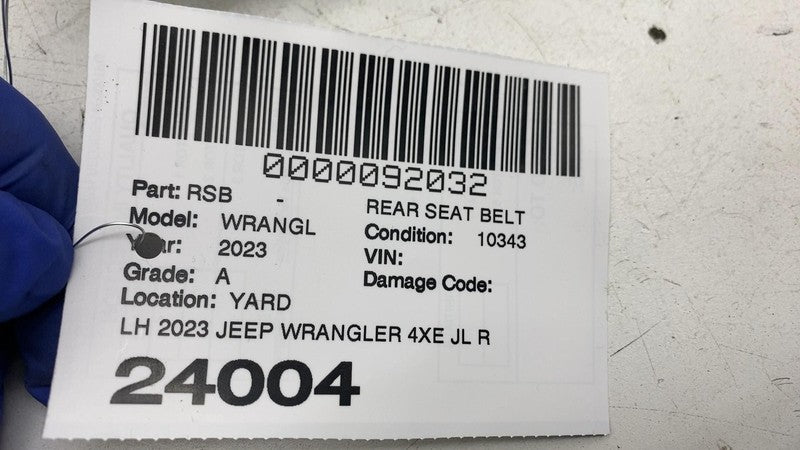 0000092032
Part: RSB - REAR SEAT BELT
Model: WRANGL Condition: 10343
Year: 2023 VIN:
Grade: A Damage Code:
Location: YARD
LH 2023 JEEP WRANGLER 4XE JL R
24004